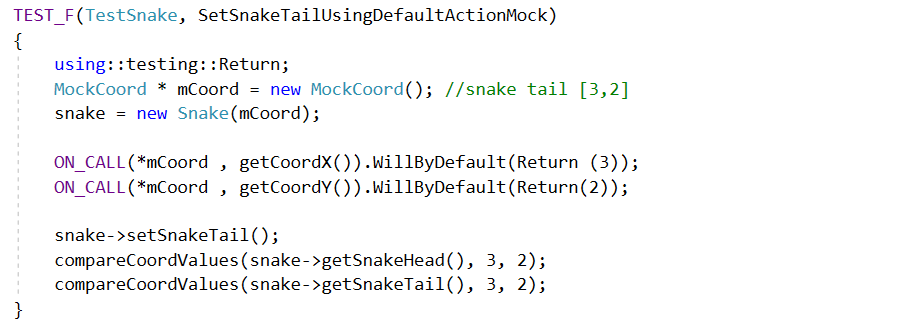 TEST_F(TestSnake, SetSnakeTailUsingDefaultActionMock)
{
using::testing::Return;
MockCoord * mCoord = new MockCoord(); //snake tail [3,2]
snake = new Snake(mCoord);
ON_CALL(*mCoord , getCoordX()).WillByDefault(Return (3));
ON_CALL(*mCoord , getCoordY()).WillByDefault(Return(2));
snake->setSnakeTail();
compareCoordValues(snake->getSnakeHead(), 3, 2);
compareCoordValues(snake->getSnakeTail(), 3, 2);
}